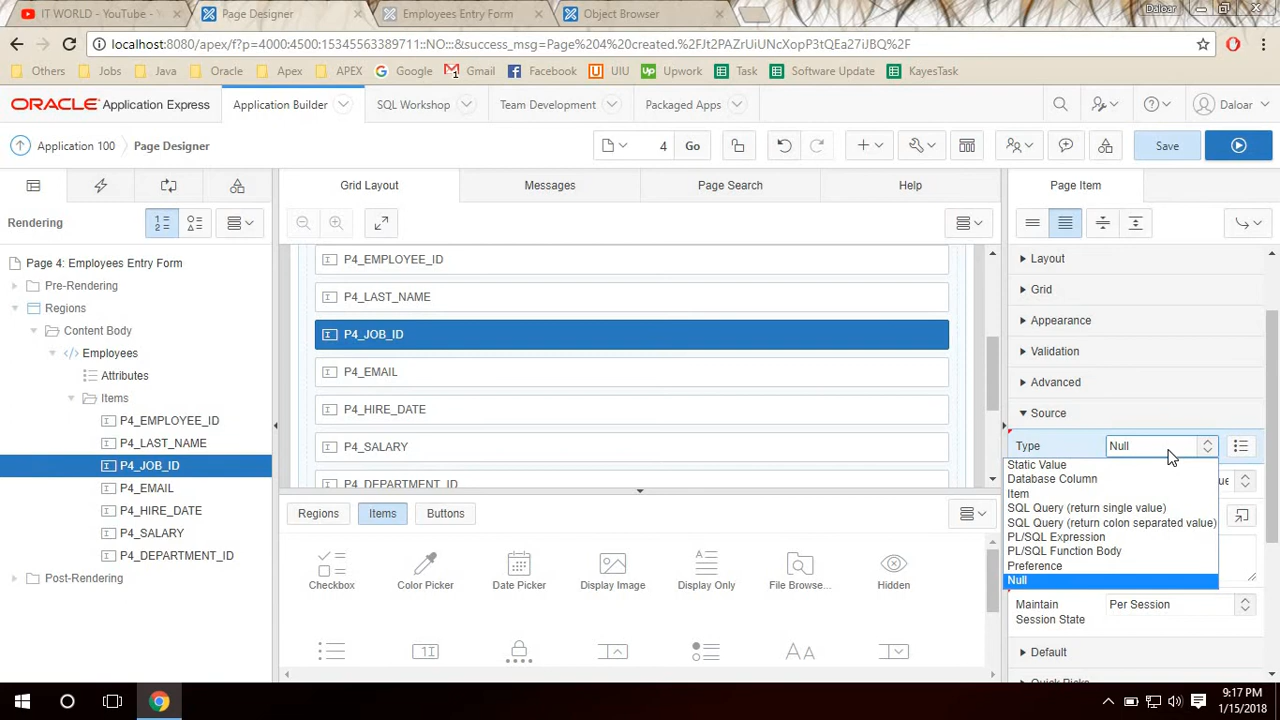 IT WORLD - YouTube -
Page Designer
Employees Entry Form
Object Browser
Daloar
localhost:8080/apex/f?p=4000:4500:15345563389711::NO:::&success_msg=Page%204%20created.%2FJt2PAZrUiUNcXopP3tQEa27iJBQ%2F
Others
Jobs
Java
Oracle
Apex
APEX
Google
Gmail
Facebook
UIU
Upwork
Task
Software Update
KayesTask
ORACLE Application Express
Application Builder
SQL Workshop
Team Development
Packaged Apps
Daloar
Application 100
Page Designer
4
Go
Save
Grid Layout
Messages
Page Search
Help
Page Item
Rendering
Page 4: Employees Entry Form
Pre-Rendering
Regions
Content Body
Employees
Attributes
Items
P4_EMPLOYEE_ID
P4_LAST_NAME
P4_JOB_ID
P4_EMAIL
P4_HIRE_DATE
P4_SALARY
P4_DEPARTMENT_ID
Post-Rendering
P4_EMPLOYEE_ID
P4_LAST_NAME
P4_JOB_ID
P4_EMAIL
P4_HIRE_DATE
P4_SALARY
P4_DEPARTMENT_ID
Regions
Items
Buttons
Checkbox
Color Picker
Date Picker
Display Image
Display Only
File Browse...
Hidden
Layout
Grid
Appearance
Validation
Advanced
Source
Type
Null
Static Value
Database Column
Item
SQL Query (return single value)
SQL Query (return colon separated value)
PL/SQL Expression
PL/SQL Function Body
Preference
Null
Maintain
Session State
Per Session
Default
Quick Picks
9:17 PM
1/15/2018